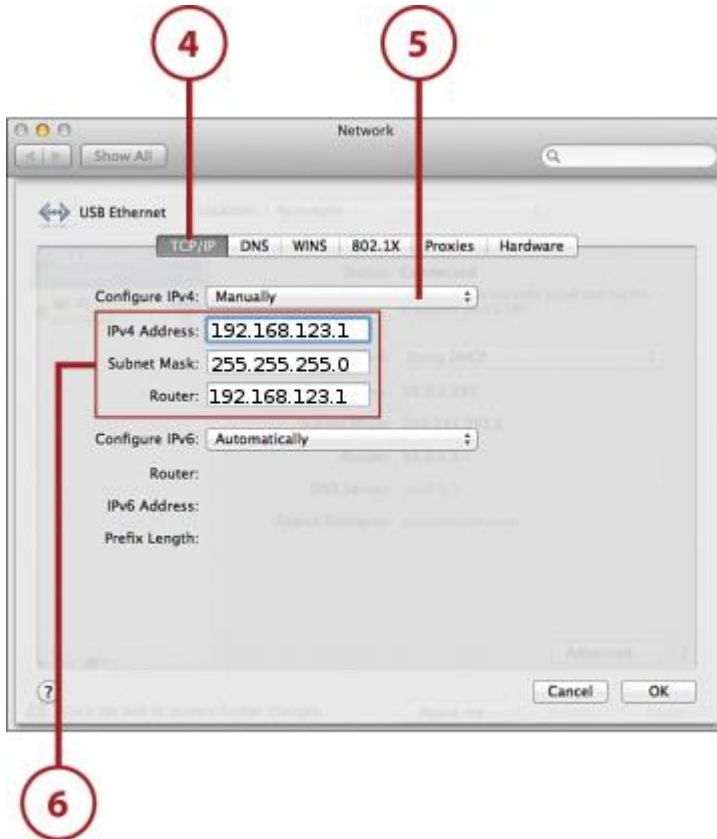 4 5
Network
Show All
USB Ethernet
TCP/IP DNS WINS 802.1X Proxies Hardware
Configure IPv4: Manually
IPv4 Address: 192.168.123.1
Subnet Mask: 255.255.255.0
Router: 192.168.123.1
Configure IPv6: Automatically
Router:
IPv6 Address:
Prefix Length:
? Cancel OK
6